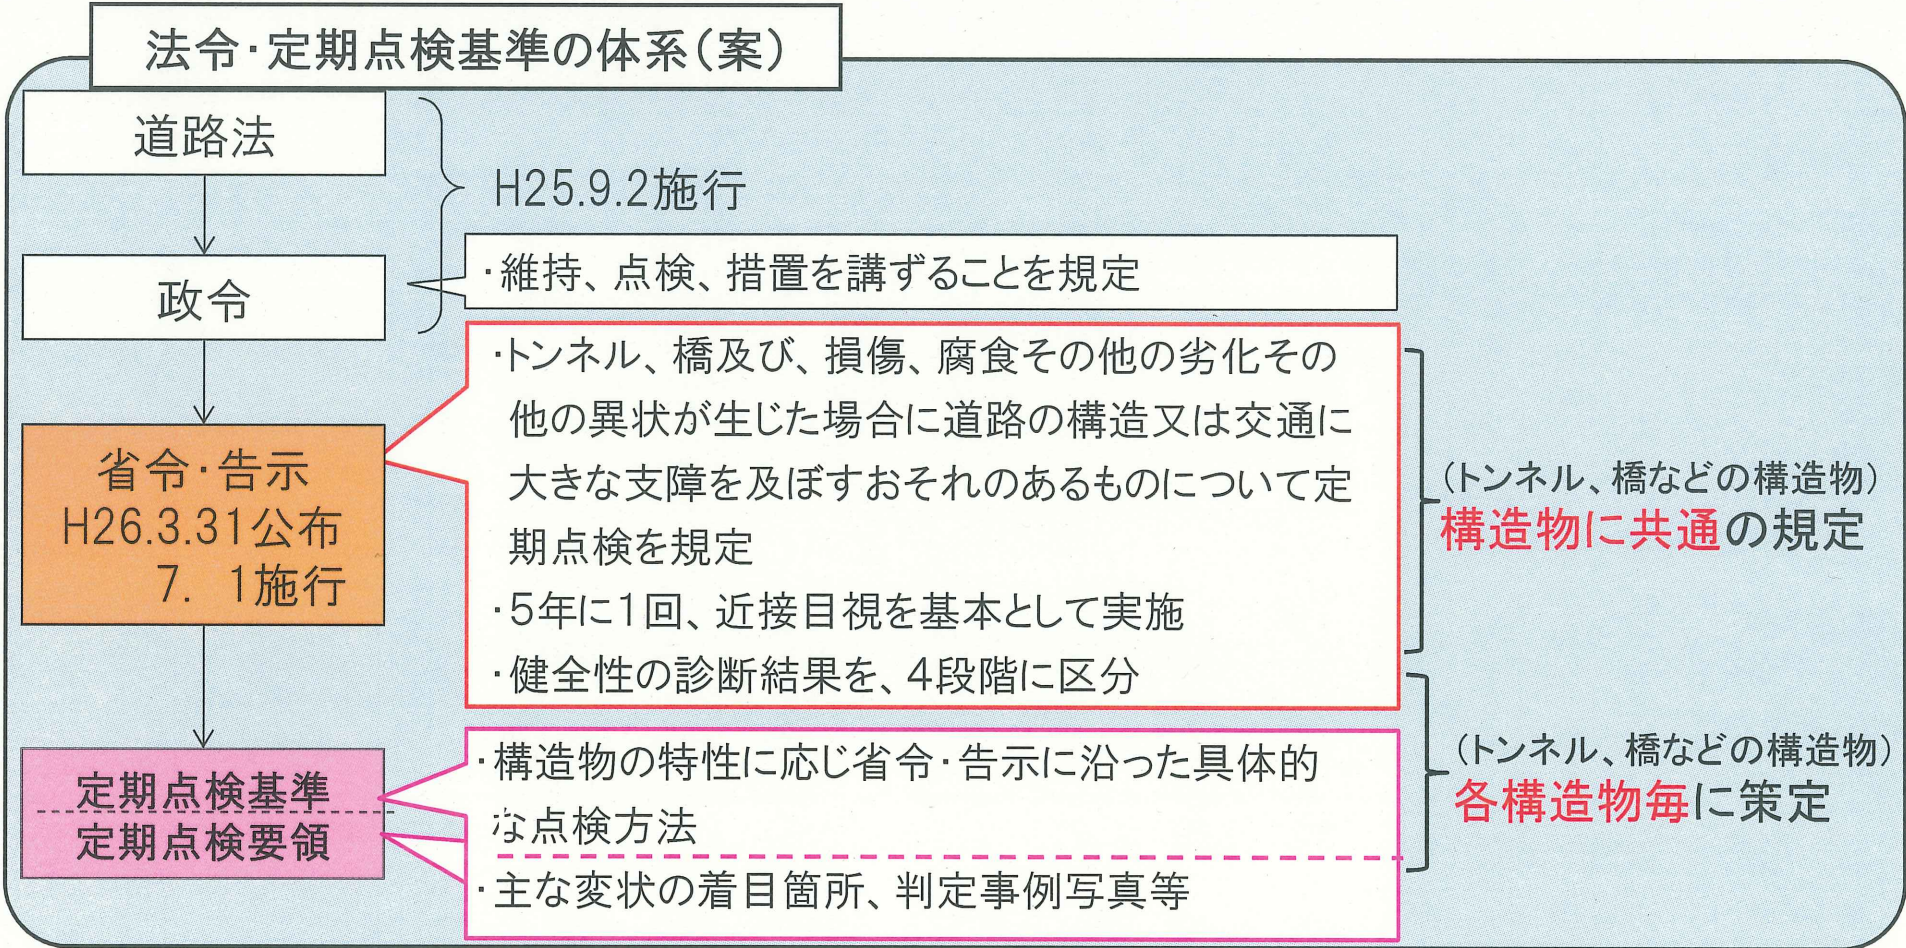 法令・定期点検基準の体系(案)
道路法
H25.9.2施行
政令
・維持、点検、措置を講ずることを規定
省令・告示
H26.3.31公布
7. 1施行
・トンネル、橋及び、損傷、腐食その他の劣化その
他の異状が生じた場合に道路の構造又は交通に
大きな支障を及ぼすおそれのあるものについて定
期点検を規定
・5年に1回、近接目視を基本として実施
・健全性の診断結果を、4段階に区分
(トンネル、橋などの構造物)
構造物に共通の規定
定期点検基準
定期点検要領
・構造物の特性に応じ省令・告示に沿った具体的
な点検方法
・主な変状の着目箇所、判定事例写真等
(トンネル、橋などの構造物)
各構造物毎に策定